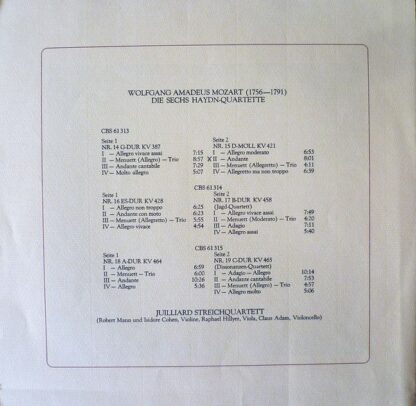 WOLFGANG AMADEUS MOZART (1756—1791)
DIE SECHS HAYDN-QUARTETTE
CBS 61313
Seite 1
NR. 14 G-DUR KV 387
I — Allegro vivace assai 7:15
II — Menuett (Allegro) — Trio 8:57
III — Andante cantabile 7:29
IV — Molto allegro 5:07
Seite 2
NR. 15 D-MOLL KV 421
I — Allegro moderato 6:53
X II — Andante 8:01
III — Menuett (Allegretto) — Trio 4:11
IV — Allegretto ma non troppo 6:39
CBS 61314
Seite 1
NR. 16 ES-DUR KV 428
I — Allegro non troppo 6:25
II — Andante con moto 6:23
III — Menuett (Allegretto) — Trio 5:55
IV — Allegro vivace 4:54
Seite 2
NR. 17 B-DUR KV 458
(Jagd-Quartett)
I — Allegro vivace assai 7:49
II — Menuett (Moderato) — Trio 4:20
III — Adagio 7:11
IV — Allegro assai 5:40
CBS 61315
Seite 1
NR. 18 A-DUR KV 464
I — Allegro 6:59
II — Menuett — Trio 6:00
III — Andante 10:26
IV — Allegro 5:36
Seite 2
NR. 19 C-DUR KV 465
(Dissonanzen-Quartett)
I — Adagio — Allegro 10:14
II — Andante cantabile 7:53
III — Menuett (Allegro) — Trio 4:57
IV — Allegro molto 5:06
JUILLIARD STREICHQUARTETT
(Robert Mann und Isidore Cohen, Violine, Raphael Hillyer, Viola, Claus Adam, Violoncello)